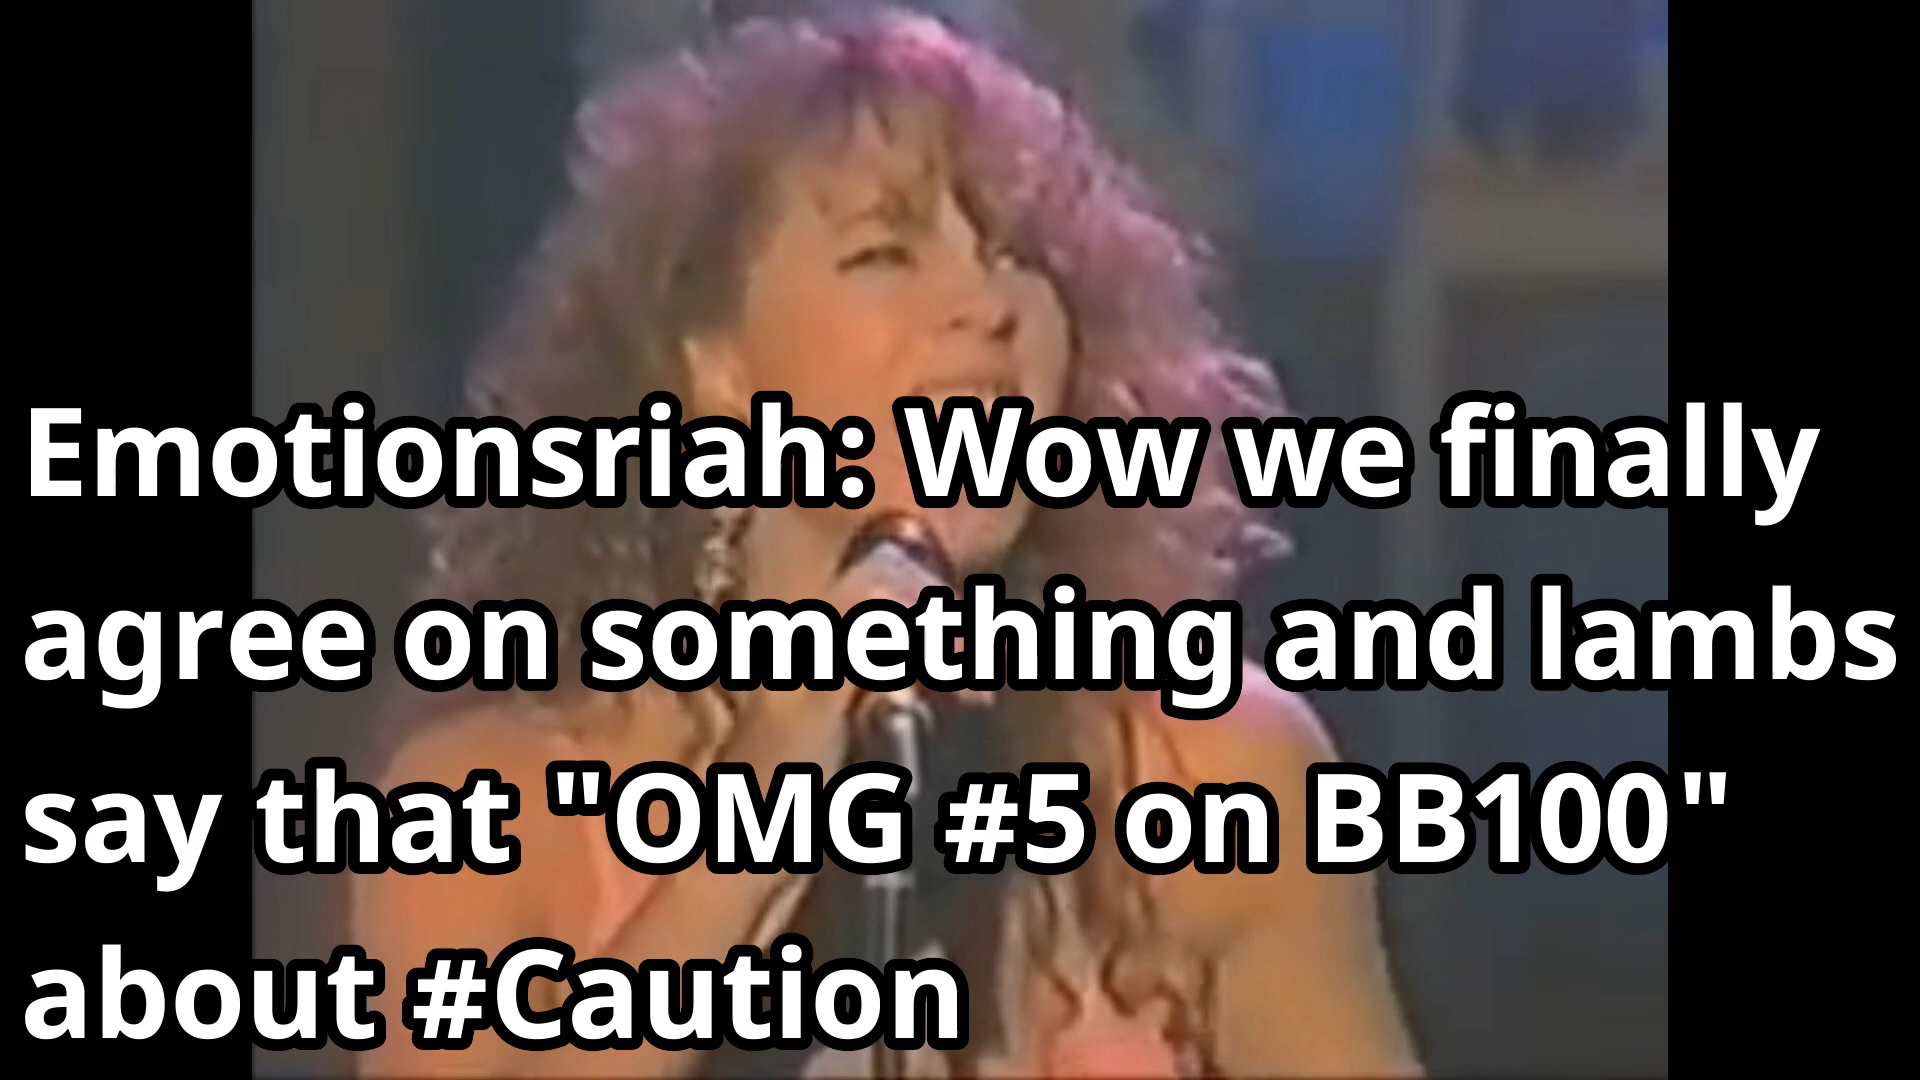 Emotionsriah: Wow we finally
agree on something and lambs
say that "OMG #5 on BB100"
about #Caution